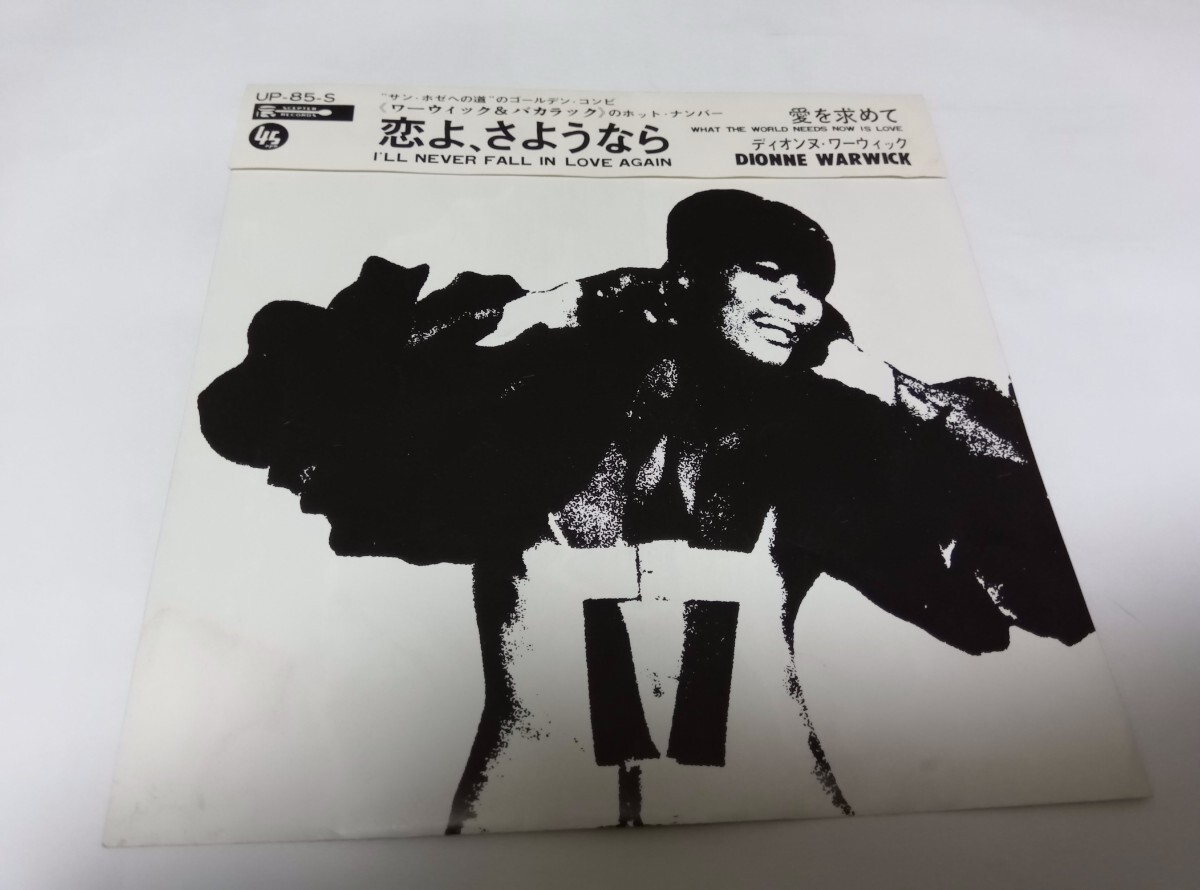 UP-85-S
SCEPTER
RECORDS
45
"サン・ホゼへの道"のゴールデン・コンビ
《ワーウィック&バカラック》のホット・ナンバー
恋よ、さようなら
I'LL NEVER FALL IN LOVE AGAIN
愛を求めて
WHAT THE WORLD NEEDS NOW IS LOVE
ディオンヌ・ワーウィック
DIONNE WARWICK